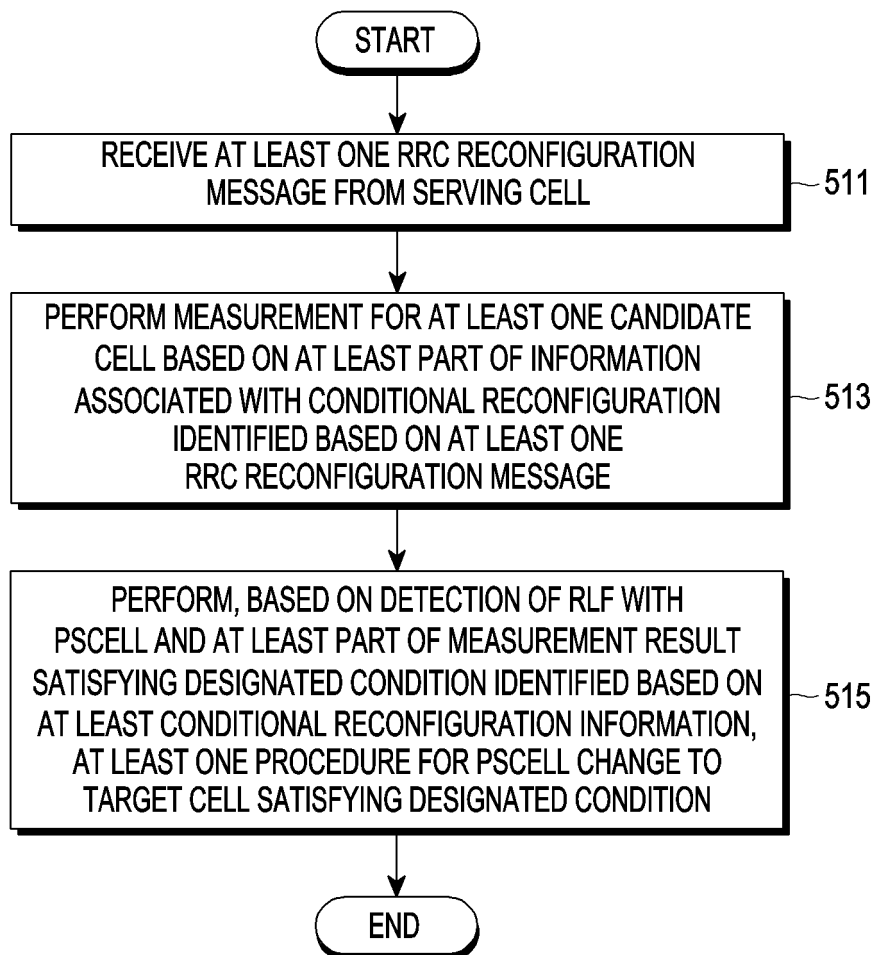 START
RECEIVE AT LEAST ONE RRC RECONFIGURATION
MESSAGE FROM SERVING CELL
511
PERFORM MEASUREMENT FOR AT LEAST ONE CANDIDATE
CELL BASED ON AT LEAST PART OF INFORMATION
ASSOCIATED WITH CONDITIONAL RECONFIGURATION
IDENTIFIED BASED ON AT LEAST ONE
RRC RECONFIGURATION MESSAGE
513
PERFORM, BASED ON DETECTION OF RLF WITH
PSCELL AND AT LEAST PART OF MEASUREMENT RESULT
SATISFYING DESIGNATED CONDITION IDENTIFIED BASED ON
AT LEAST CONDITIONAL RECONFIGURATION INFORMATION,
AT LEAST ONE PROCEDURE FOR PSCELL CHANGE TO
TARGET CELL SATISFYING DESIGNATED CONDITION
515
END